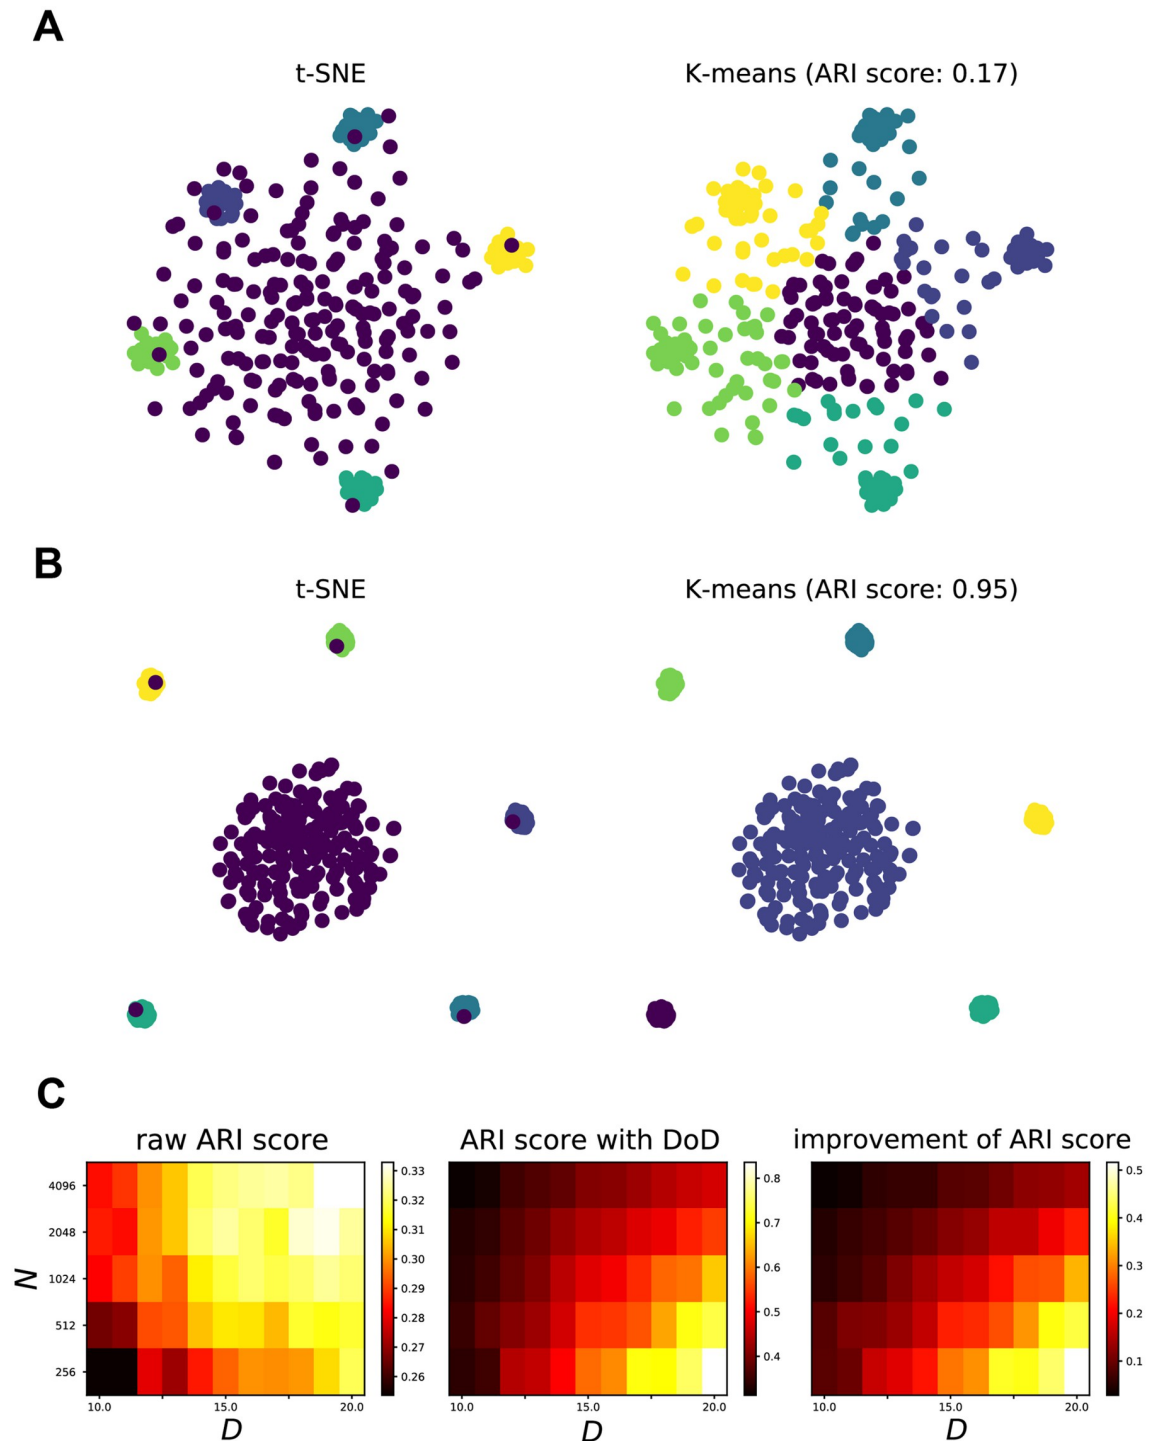 A
t-SNE K-means (ARI score: 0.17)
B
t-SNE K-means (ARI score: 0.95)
C
raw ARI score ARI score with DoD improvement of ARI score
N
4096
2048
1024
512
256
10.0 15.0 20.0
D
0.33
0.32
0.31
0.30
0.29
0.28
0.27
0.26
10.0 15.0 20.0
D
0.8
0.7
0.6
0.5
0.4
10.0 15.0 20.0
D
0.5
0.4
0.3
0.2
0.1